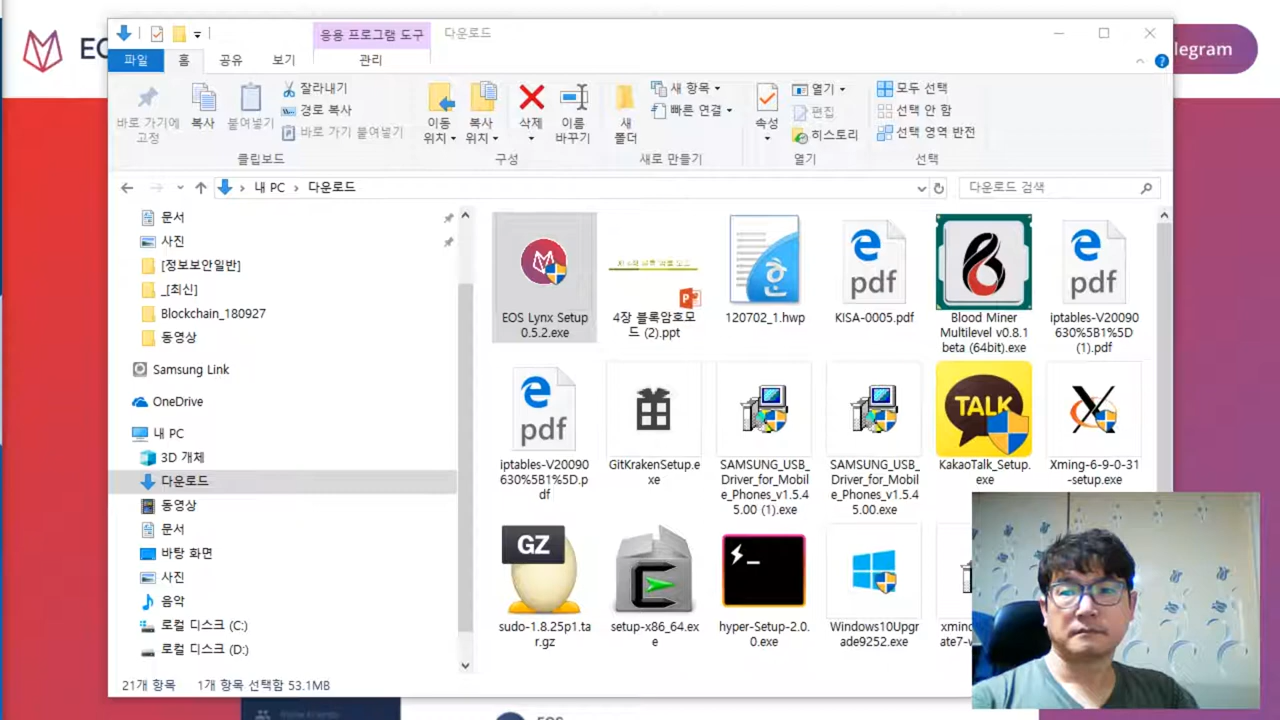 EO
legram
응용 프로그램 도구
다운로드
파일
홈
공유
보기
관리
바로 가기에
고정
복사
붙여넣기
잘라내기
경로 복사
바로 가기 붙여넣기
클립보드
이동
위치
복사
위치
삭제
이름
바꾸기
구성
새
폴더
새 항목
빠른 연결
새로 만들기
속성
열기
편집
히스토리
열기
모두 선택
선택 안 함
선택 영역 반전
선택
내 PC
다운로드
다운로드 검색
문서
사진
[정보보안일반]
_[최신]
Blockchain_180927
동영상
Samsung Link
OneDrive
내 PC
3D 개체
다운로드
동영상
문서
바탕 화면
사진
음악
로컬 디스크 (C:)
로컬 디스크 (D:)
EOS Lynx Setup
0.5.2.exe
4장 블록암호모
드 (2).ppt
120702_1.hwp
pdf
KISA-0005.pdf
Blood Miner
Multilevel v0.8.1
beta (64bit).exe
pdf
iptables-V20090
630%5B1%5D
(1).pdf
pdf
iptables-V20090
630%5B1%5D.p
df
GitKrakenSetup.e
xe
SAMSUNG_USB_
Driver_for_Mobil
e_Phones_v1.5.4
5.00 (1).exe
SAMSUNG_USB_
Driver_for_Mobil
e_Phones_v1.5.4
5.00.exe
TALK
KakaoTalk_Setup.
exe
Xming-6-9-0-31
-setup.exe
GZ
sudo-1.8.25p1.ta
r.gz
setup-x86_64.ex
e
hyper-Setup-2.0.
0.exe
Windows10Upgr
ade9252.exe
xmin
ate7-w
21개 항목
1개 항목 선택함 53.1MB